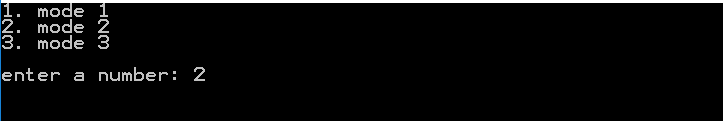 1. mode 1
2. mode 2
3. mode 3
enter a number: 2